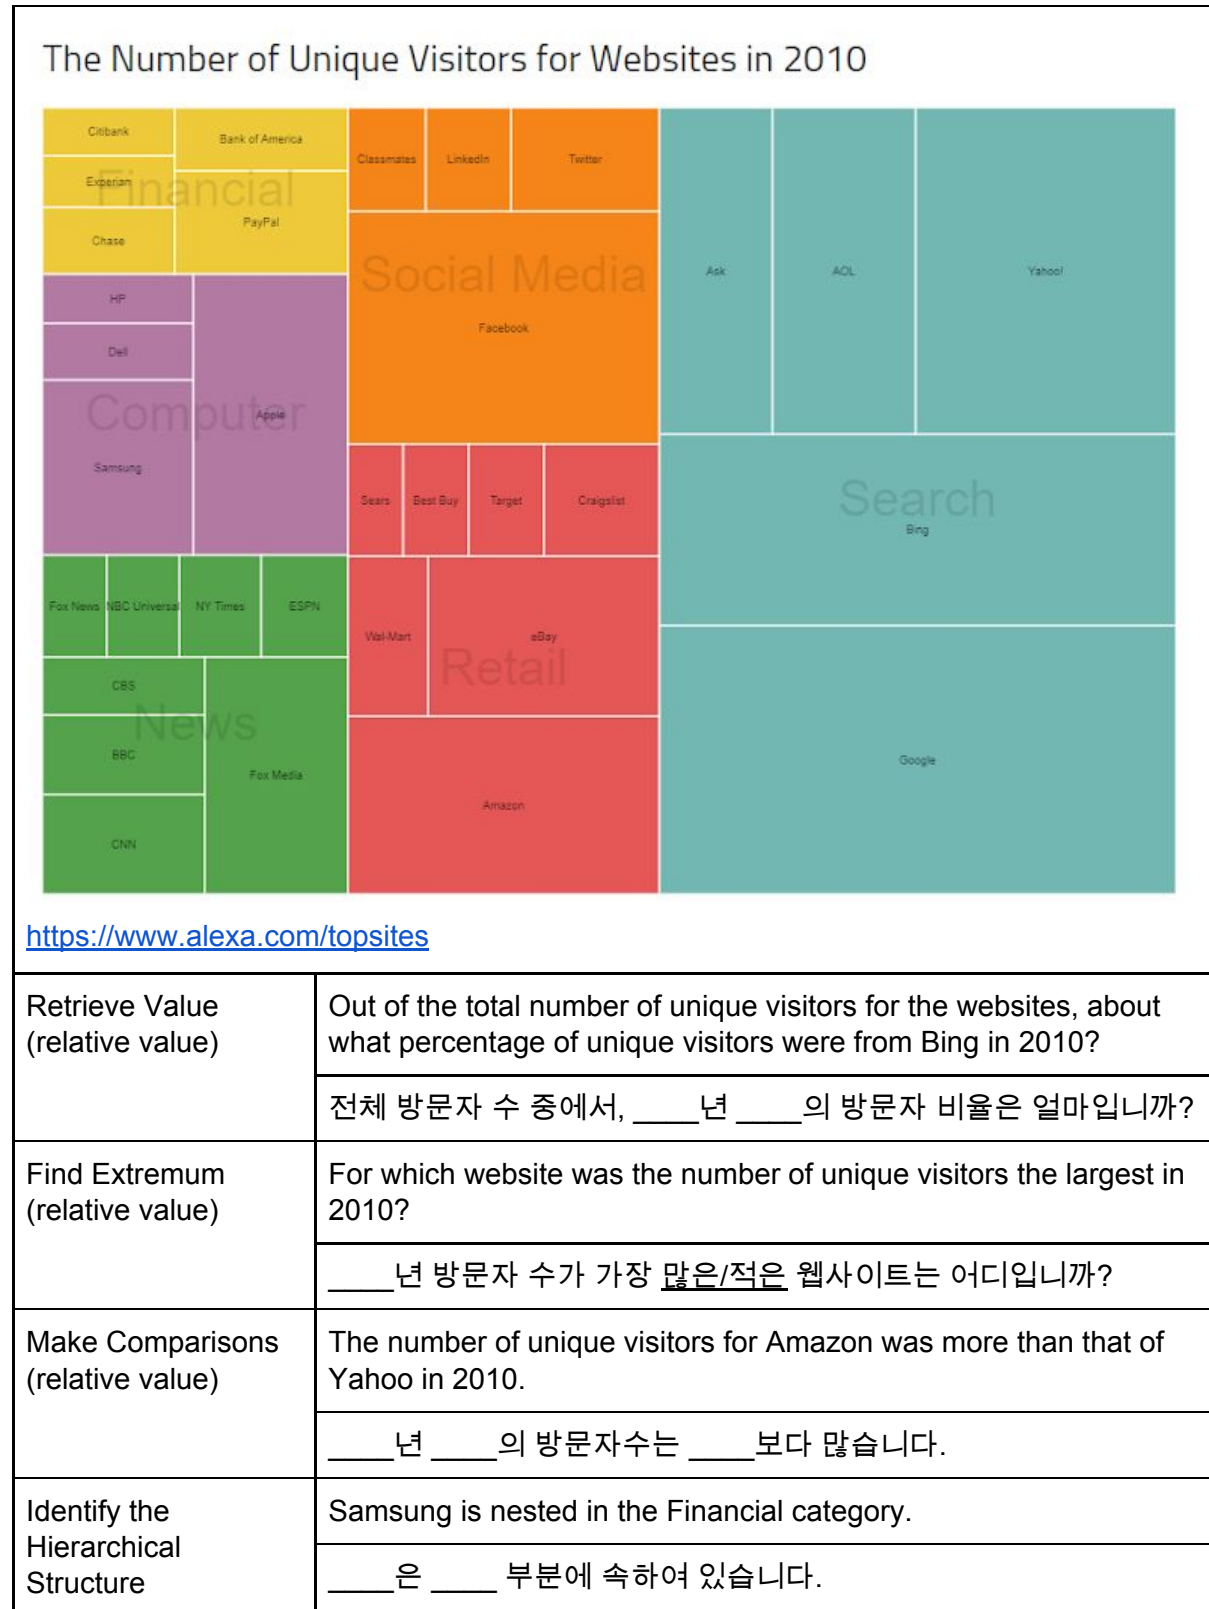 The Number of Unique Visitors for Websites in 2010
Citibank
Bank of America
Experian
Financial
PayPal
Chase
Classmates
LinkedIn
Twitter
Social Media
Facebook
Ask
AOL
Yahoo!
HP
Dell
Computer
Apple
Samsung
Sears
Best Buy
Target
Craigslist
Search
Bing
Fox News
NBC Universal
NY Times
ESPN
Wal-Mart
eBay
Retail
CBS
News
BBC
Fox Media
CNN
Amazon
Google
https://www.alexa.com/topsites
Retrieve Value
(relative value)
Out of the total number of unique visitors for the websites, about
what percentage of unique visitors were from Bing in 2010?
전체 방문자 수 중에서, ____년 ____의 방문자 비율은 얼마입니까?
Find Extremum
(relative value)
For which website was the number of unique visitors the largest in
2010?
____년 방문자 수가 가장 많은/적은 웹사이트는 어디입니까?
Make Comparisons
(relative value)
The number of unique visitors for Amazon was more than that of
Yahoo in 2010.
____년 ____의 방문자수는 ____보다 많습니다.
Identify the
Hierarchical
Structure
Samsung is nested in the Financial category.
____은 ____ 부분에 속하여 있습니다.